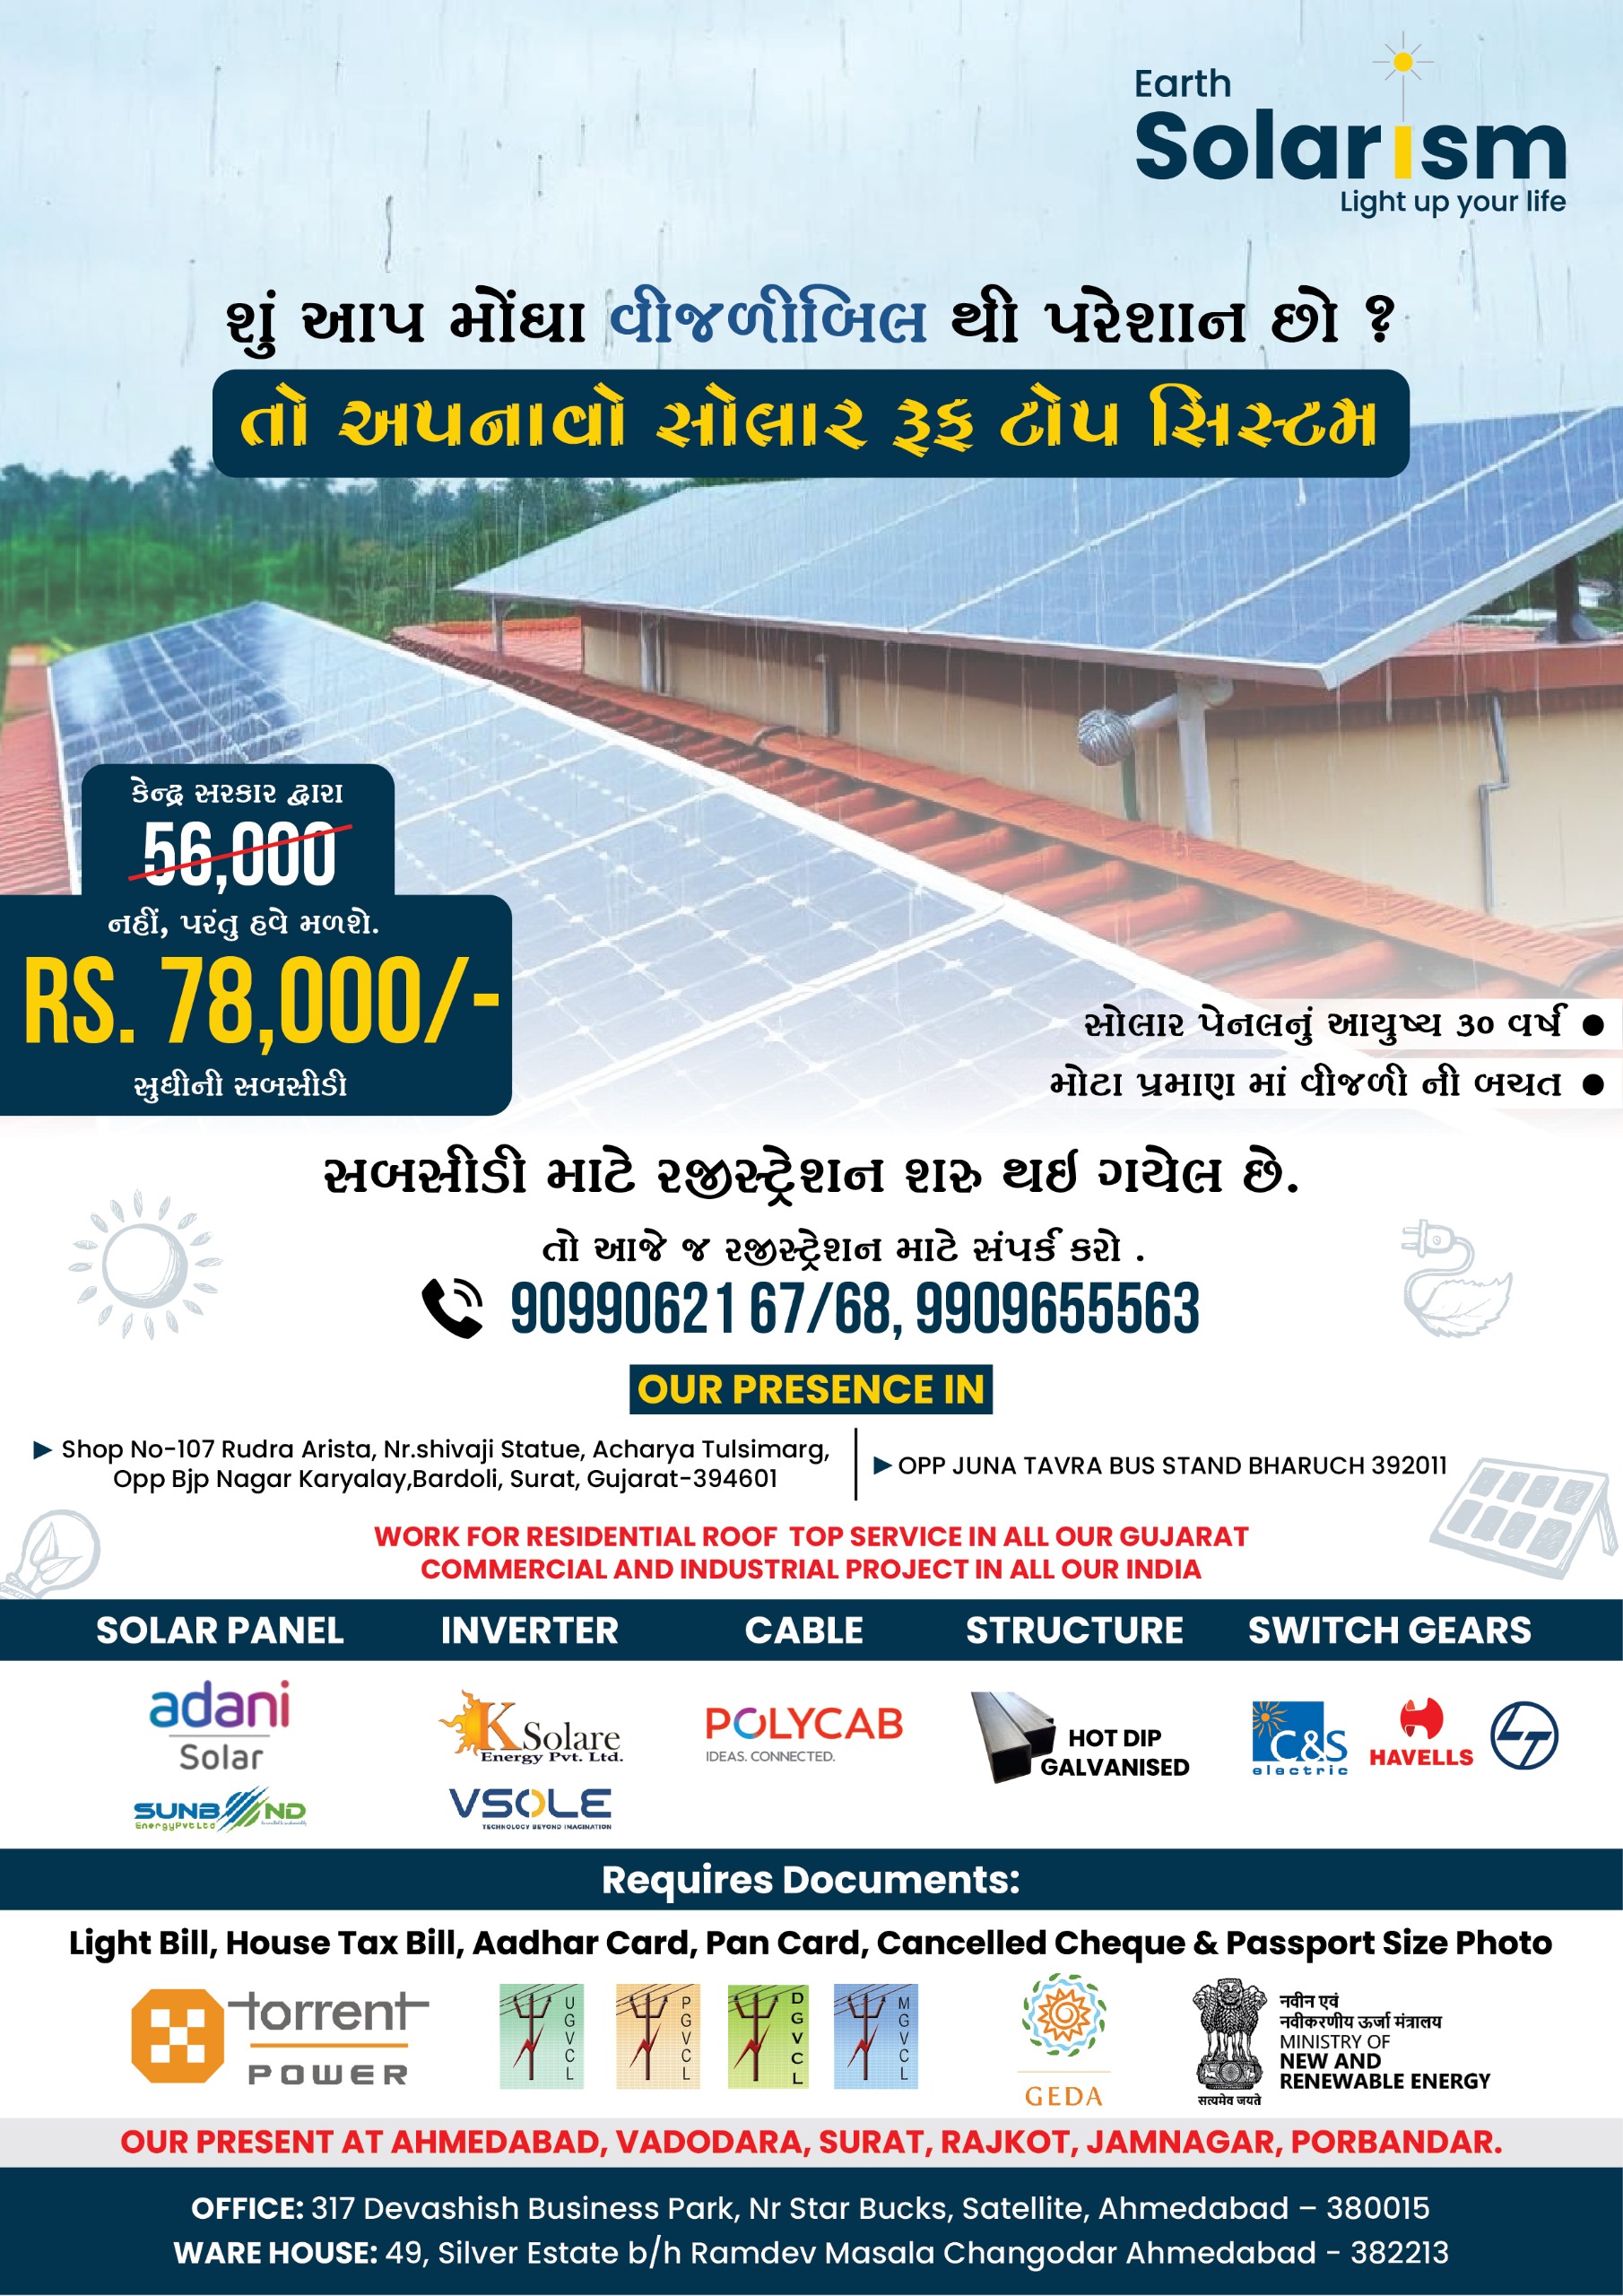 Earth
Solarism
Light up your life
શું આપ મોંઘા વીજળીબિલ થી પરેશાન છો ?
તો અપનાવો સોલાર રૂફ ટોપ સિસ્ટમ
કેન્દ્ર સરકાર દ્વારા
56,000
નહીં, પરંતુ હવે મળશે.
RS. 78,000/-
સુધીની સબસીડી
સોલાર પેનલનું આયુષ્ય ૩૦ વર્ષ ●
મોટા પ્રમાણ માં વીજળી ની બચત ●
સબસીડી માટે રજીસ્ટ્રેશન શરુ થઇ ગયેલ છે.
તો આજે જ રજીસ્ટ્રેશન માટે સંપર્ક કરો .
90990621 67/68, 9909655563
OUR PRESENCE IN
Shop No-107 Rudra Arista, Nr.shivaji Statue, Acharya Tulsimarg,
Opp Bjp Nagar Karyalay,Bardoli, Surat, Gujarat-394601
OPP JUNA TAVRA BUS STAND BHARUCH 392011
WORK FOR RESIDENTIAL ROOF TOP SERVICE IN ALL OUR GUJARAT
COMMERCIAL AND INDUSTRIAL PROJECT IN ALL OUR INDIA
SOLAR PANEL INVERTER CABLE STRUCTURE SWITCH GEARS
adani
Solar
SUNBOND
EnergyPvtLtd
K Solare
Energy Pvt. Ltd.
VSOLE
TECHNOLOGY BEYOND IMAGINATION
POLYCAB
IDEAS. CONNECTED.
HOT DIP
GALVANISED
C&S
electric
HAVELLS
LT
Requires Documents:
Light Bill, House Tax Bill, Aadhar Card, Pan Card, Cancelled Cheque & Passport Size Photo
torrent
POWER
UGVCL
PGVCL
DGVCL
MGVCL
GEDA
सत्यमेव जयते
नवीन एवं
नवीकरणीय ऊर्जा मंत्रालय
MINISTRY OF
NEW AND
RENEWABLE ENERGY
OUR PRESENT AT AHMEDABAD, VADODARA, SURAT, RAJKOT, JAMNAGAR, PORBANDAR.
OFFICE: 317 Devashish Business Park, Nr Star Bucks, Satellite, Ahmedabad – 380015
WARE HOUSE: 49, Silver Estate b/h Ramdev Masala Changodar Ahmedabad - 382213